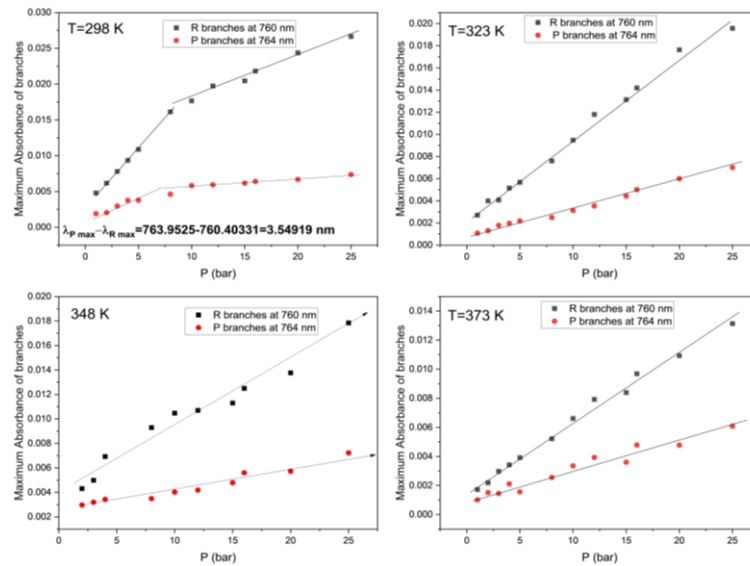 T=298 K
R branches at 760 nm
P branches at 764 nm
Maximum Absorbance of branches
0.030
0.025
0.020
0.015
0.010
0.005
0.000
λP max−λR max=763.9525-760.40331=3.54919 nm
0 5 10 15 20 25
P (bar)
T=323 K
R branches at 760 nm
P branches at 764 nm
Maximum Absorbance of branches
0.020
0.018
0.016
0.014
0.012
0.010
0.008
0.006
0.004
0.002
0.000
0 5 10 15 20 25
P (bar)
348 K
R branches at 760 nm
P branches at 764 nm
Maximum Absorbance of branches
0.020
0.018
0.016
0.014
0.012
0.010
0.008
0.006
0.004
0.002
0 5 10 15 20 25
P (bar)
T=373 K
R branches at 760 nm
P branches at 764 nm
Maximum Absorbance of branches
0.014
0.012
0.010
0.008
0.006
0.004
0.002
0.000
0 5 10 15 20 25
P (bar)